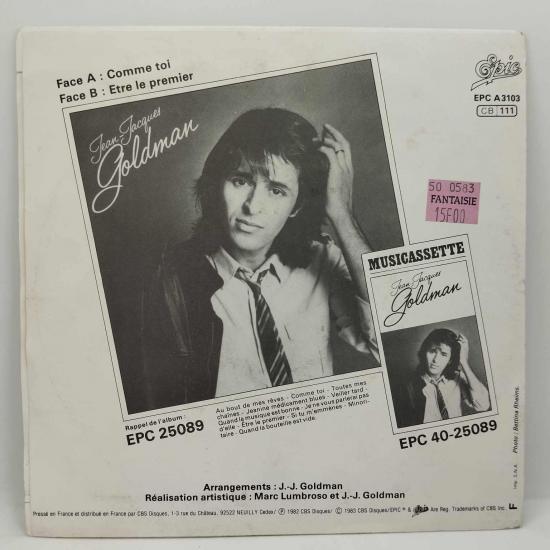 Face A : Comme toi
Face B : Etre le premier
Epic
EPC A 3103
CB 111
Jean-Jacques
Goldman
50 0583
FANTAISIE
15F00
MUSICASSETTE
Jean-Jacques
Goldman
Rappel de l'album :
EPC 25089
Au bout de mes rêves - Comme toi - Toutes mes
chaînes - Jeanine médicament blues - Veiller tard -
Quand la musique est bonne - Je ne vous parlerai pas
d'elle - Etre le premier - Si tu m'emmènes - Minori-
taire - Quand la bouteille est vide.
EPC 40-25089
Photo : Bettina Rheims.
Arrangements : J.-J. Goldman
Réalisation artistique : Marc Lumbroso et J.-J. Goldman
Pressé en France et distribué en France par CBS Disques, 1-3 rue du Château, 92522 NEUILLY Cedex/ Ⓟ 1982 CBS Disques/ © 1983 CBS Disques/EPIC ® & Epic Are Reg. Trademarks of CBS Inc.
F